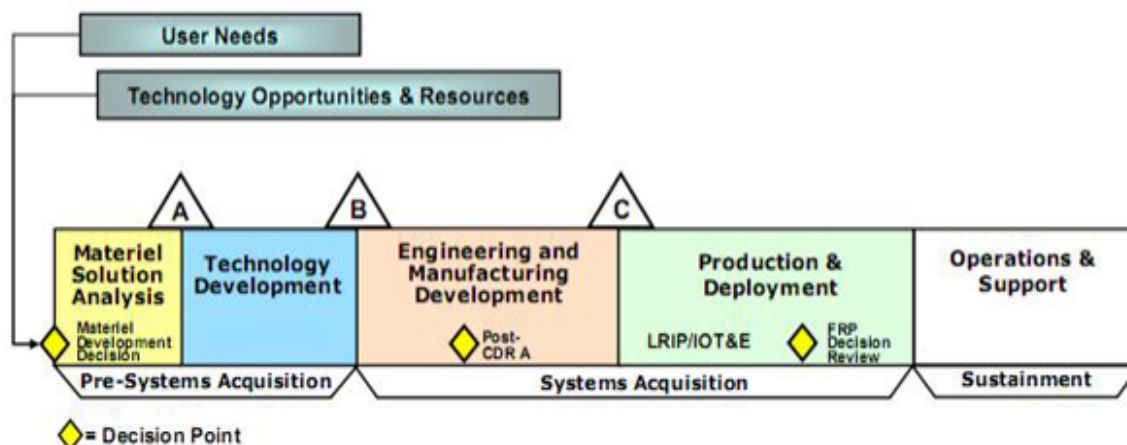 User Needs
Technology Opportunities & Resources
A
B
C
Materiel
Solution
Analysis
Technology
Development
Engineering and
Manufacturing
Development
Production &
Deployment
Operations &
Support
Materiel
Development
Decision
Post-
CDR A
LRIP/IOT&E
FRP
Decision
Review
Pre-Systems Acquisition
Systems Acquisition
Sustainment
= Decision Point